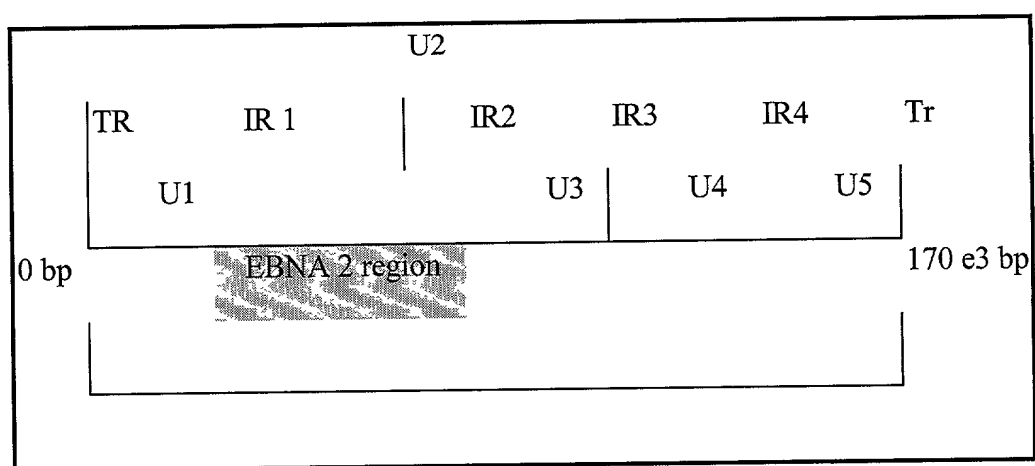 U2
TR IR 1 IR2 IR3 IR4 Tr
U1 U3 U4 U5
0 bp EBNA 2 region 170 e3 bp